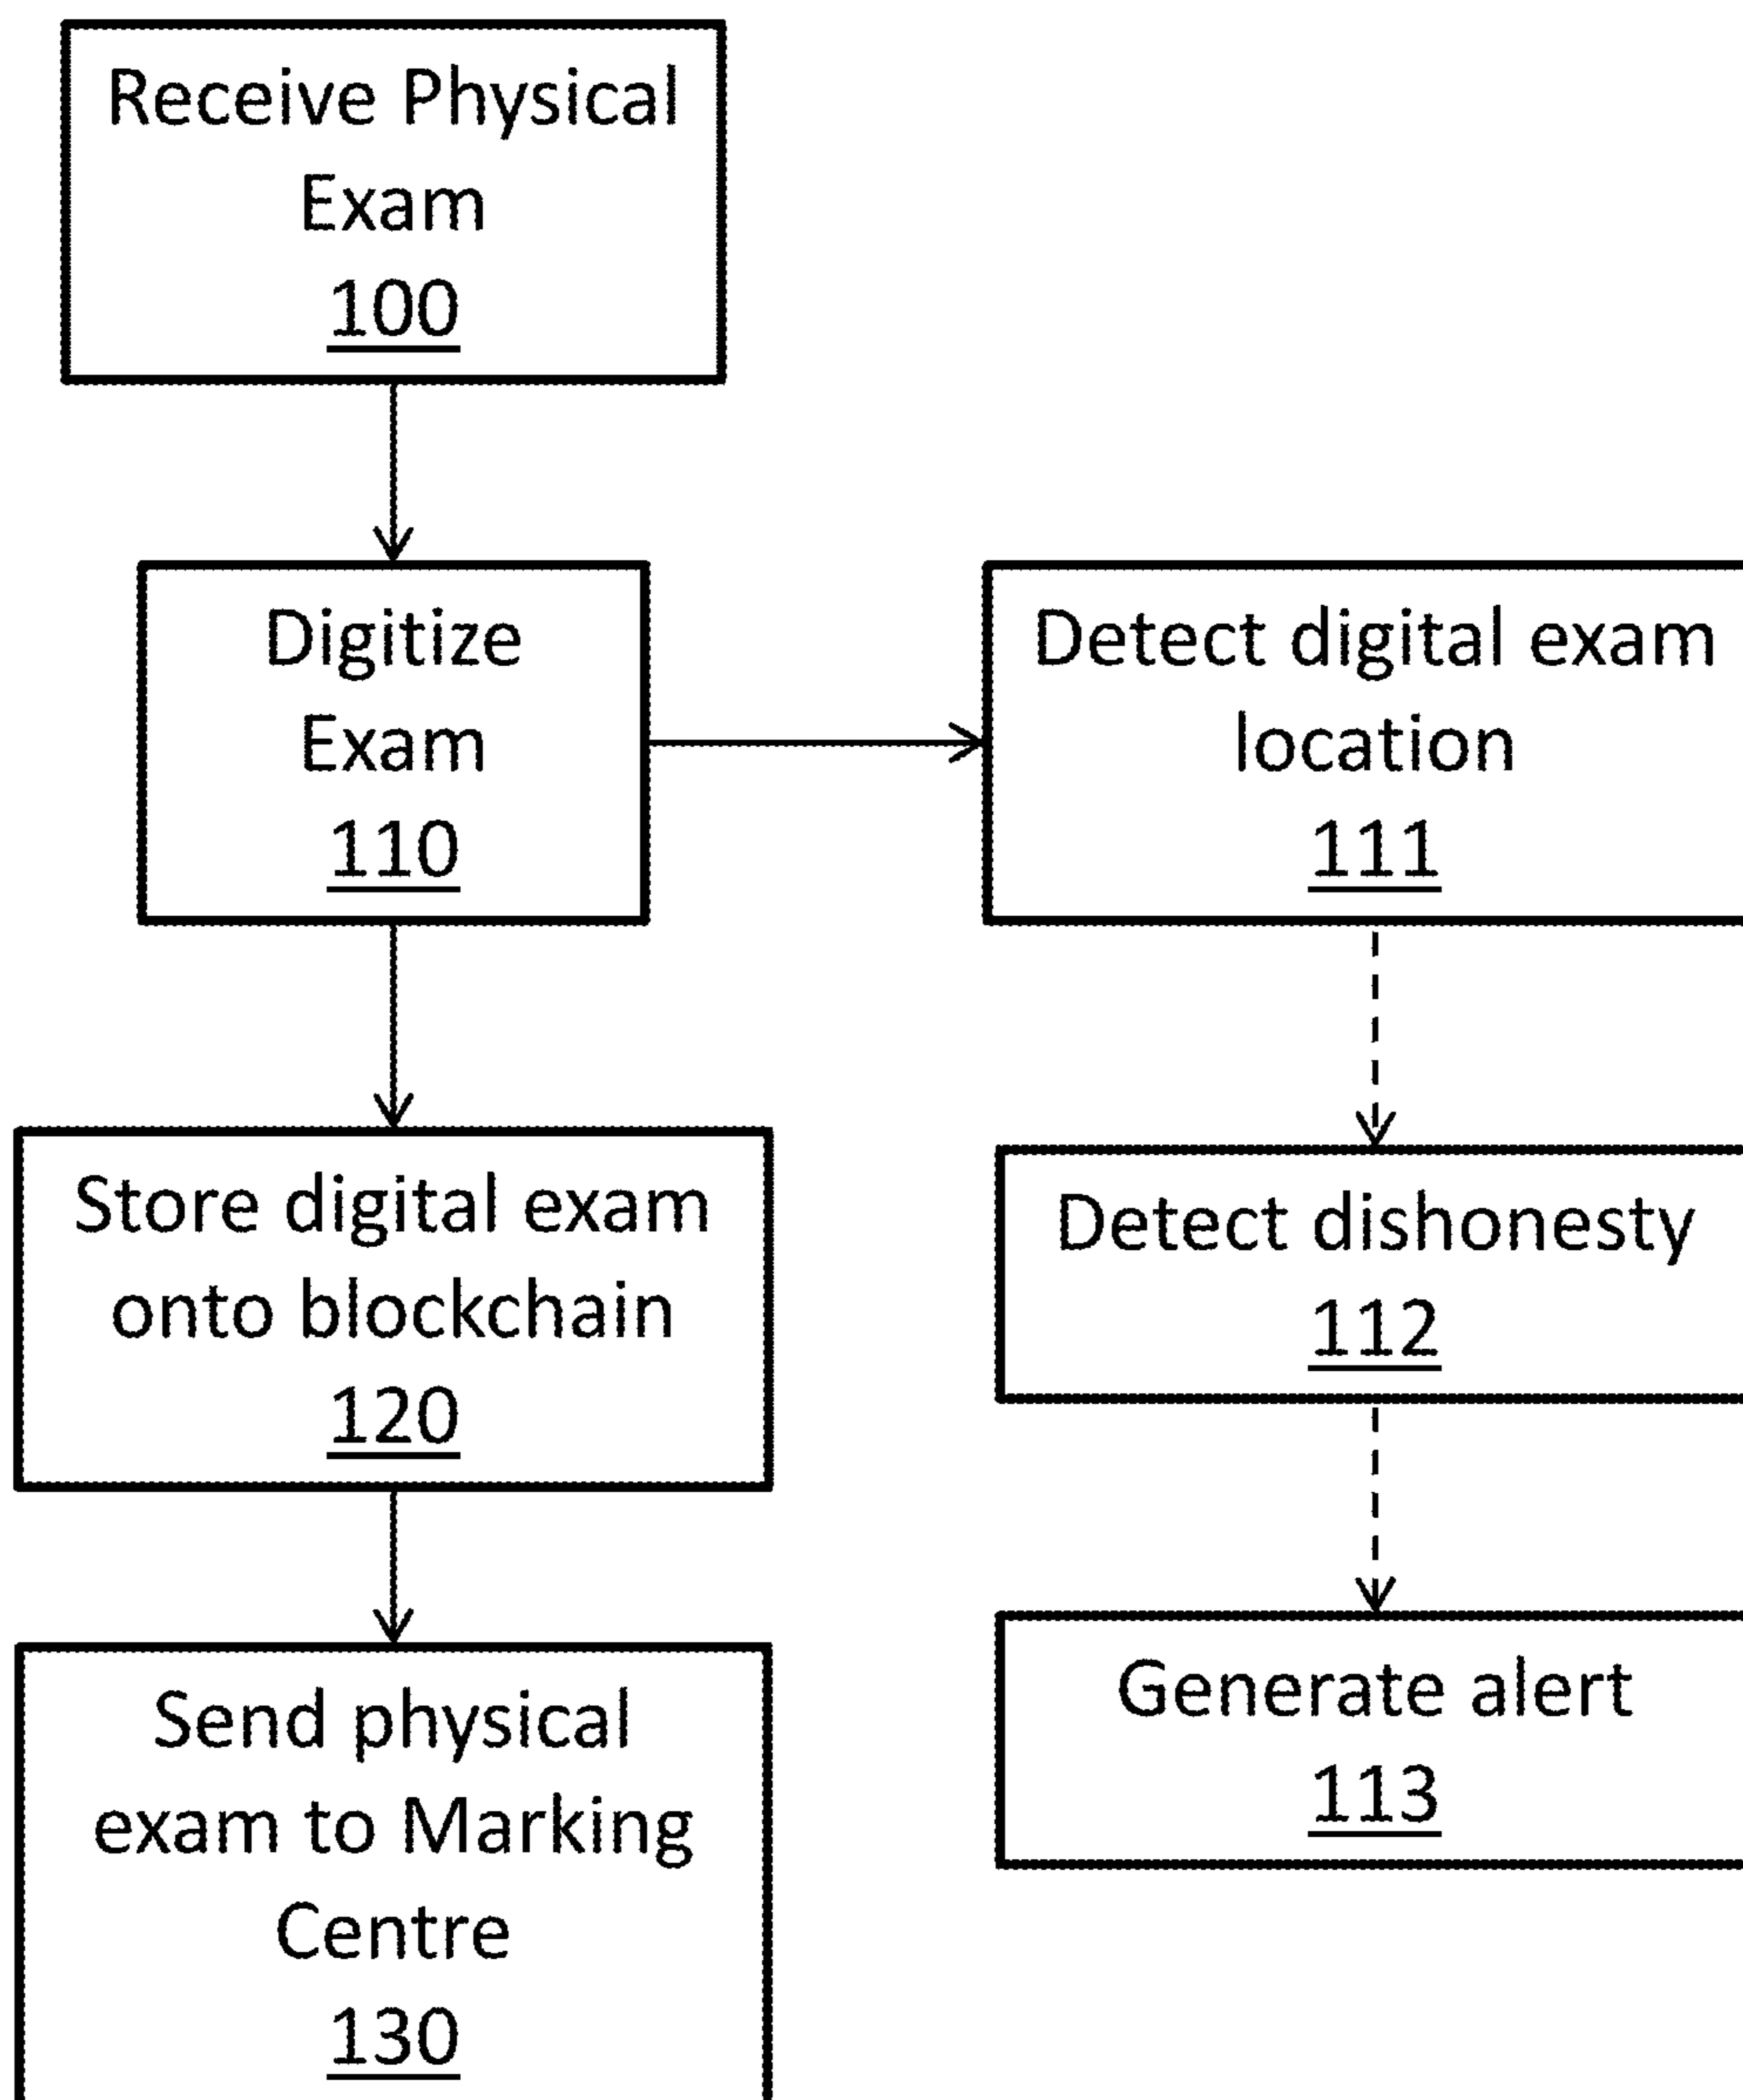 Receive Physical
Exam
100
Digitize
Exam
110
Detect digital exam
location
111
Store digital exam
onto blockchain
120
Detect dishonesty
112
Send physical
exam to Marking
Centre
130
Generate alert
113